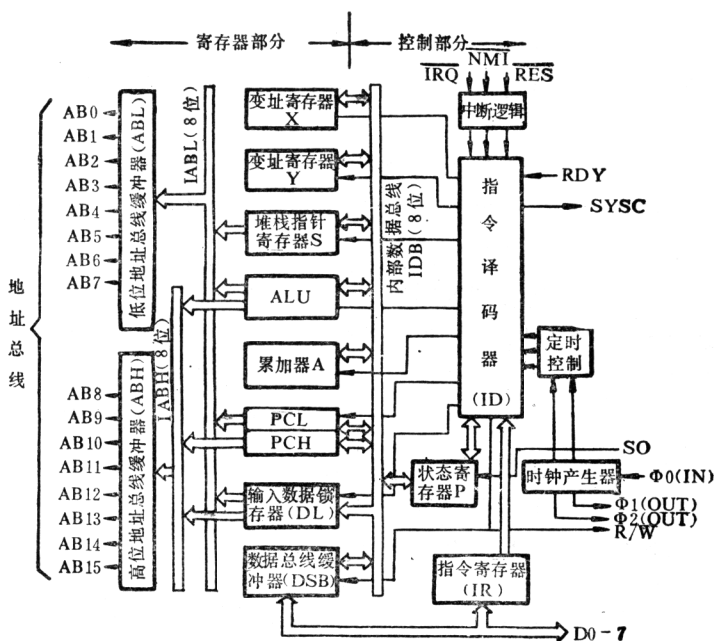 寄存器部分
控制部分
NMI
IRQ
RES
中断逻辑
地址总线
AB0
AB1
AB2
AB3
AB4
AB5
AB6
AB7
低位地址总线缓冲器(ABL)
AB8
AB9
AB10
AB11
AB12
AB13
AB14
AB15
高位地址总线缓冲器(ABH)
IABL(8位)
IABH(8位)
变址寄存器
X
变址寄存器
Y
堆栈指针
寄存器S
ALU
累加器A
PCL
PCH
输入数据锁
存器(DL)
数据总线缓
冲器(DSB)
内部数据总线
IDB(8位)
指令译码器
(ID)
RDY
SYSC
定时
控制
SO
时钟产生器
Φ0(IN)
Φ1(OUT)
Φ2(OUT)
R/W
状态寄
存器P
指令寄存器
(IR)
D0-7